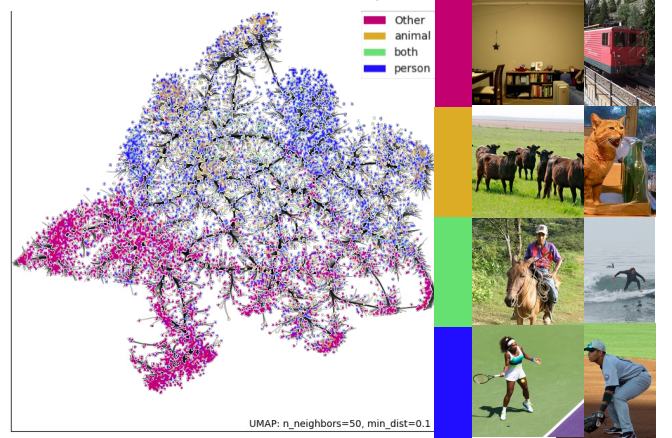 Other
animal
both
person
UMAP: n_neighbors=50, min_dist=0.1